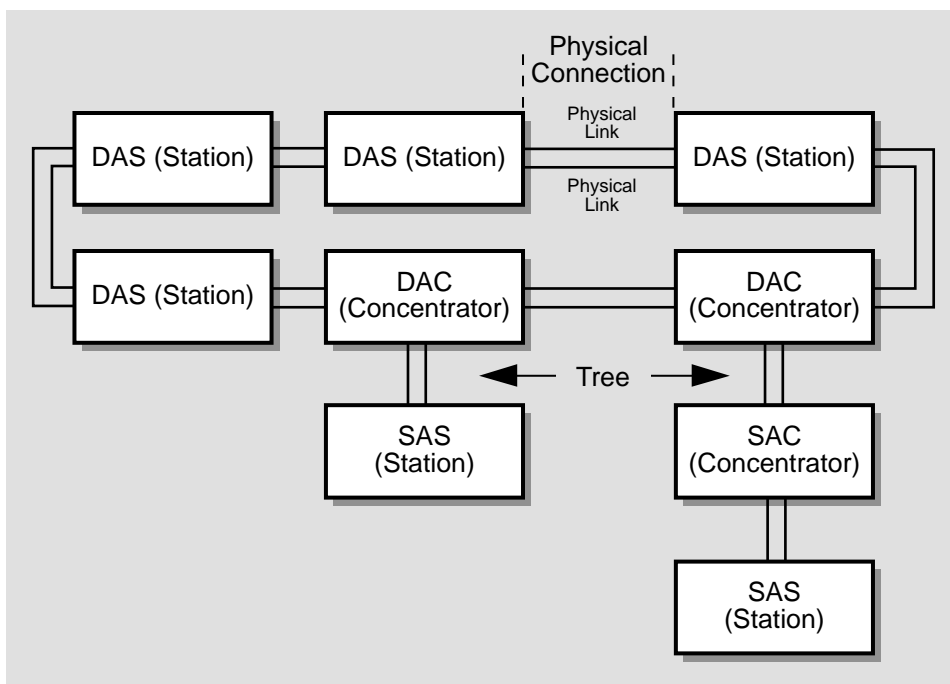 Physical
Connection
Physical
Link
DAS (Station)
DAS (Station)
DAS (Station)
Physical
Link
DAS (Station)
DAC
(Concentrator)
DAC
(Concentrator)
Tree
SAS
(Station)
SAC
(Concentrator)
SAS
(Station)